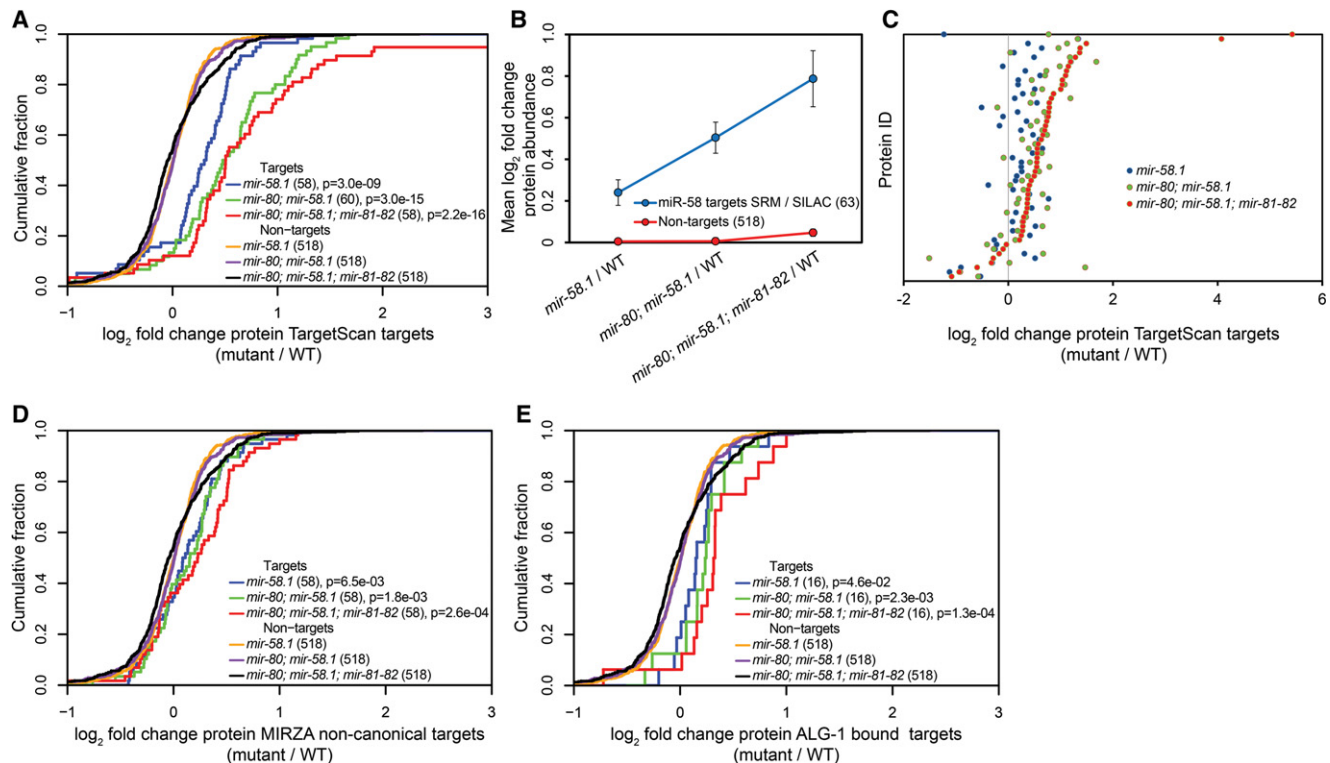 A
Cumulative fraction
1.0
0.8
0.6
0.4
0.2
0.0
−1
0
1
2
3
Targets
mir-58.1 (58), p=3.0e-09
mir-80; mir-58.1 (60), p=3.0e-15
mir-80; mir-58.1; mir-81-82 (58), p=2.2e-16
Non−targets
mir-58.1 (518)
mir-80; mir-58.1 (518)
mir-80; mir-58.1; mir-81-82 (518)
log2 fold change protein TargetScan targets
(mutant / WT)
B
Mean log2 fold change
protein abundance
1.0
0.8
0.6
0.4
0.2
0
miR-58 targets SRM / SILAC (63)
Non-targets (518)
mir-58.1 / WT
mir-80; mir-58.1 / WT
mir-80; mir-58.1; mir-81-82 / WT
C
Protein ID
mir-58.1
mir-80; mir-58.1
mir-80; mir-58.1; mir-81-82
-2
0
2
4
6
log2 fold change protein TargetScan targets
(mutant / WT)
D
Cumulative fraction
1.0
0.8
0.6
0.4
0.2
0.0
Targets
mir-58.1 (58), p=6.5e-03
mir-80; mir-58.1 (58), p=1.8e-03
mir-80; mir-58.1; mir-81-82 (58), p=2.6e-04
Non−targets
mir-58.1 (518)
mir-80; mir-58.1 (518)
mir-80; mir-58.1; mir-81-82 (518)
−1
0
1
2
3
log2 fold change protein MIRZA non-canonical targets
(mutant / WT)
E
Cumulative fraction
1.0
0.8
0.6
0.4
0.2
0.0
Targets
mir-58.1 (16), p=4.6e-02
mir-80; mir-58.1 (16), p=2.3e-03
mir-80; mir-58.1; mir-81-82 (16), p=1.3e-04
Non−targets
mir-58.1 (518)
mir-80; mir-58.1 (518)
mir-80; mir-58.1; mir-81-82 (518)
−1
0
1
2
3
log2 fold change protein ALG-1 bound targets
(mutant / WT)